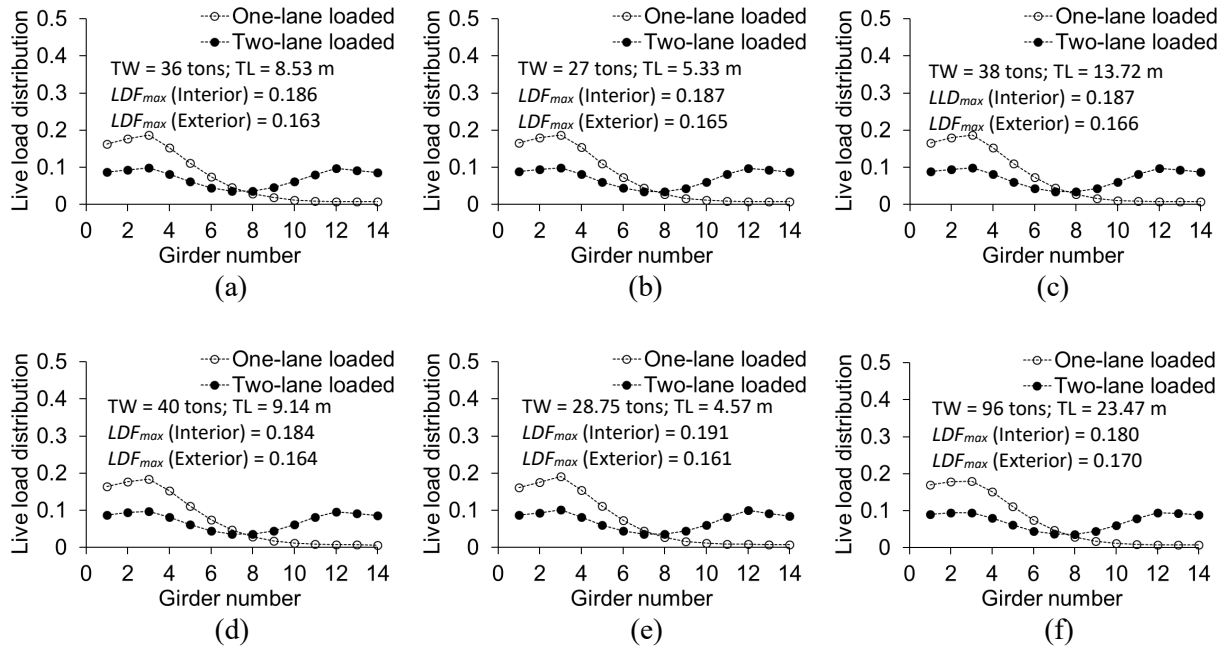 0.5
0.4
0.3
0.2
0.1
0
Live load distribution
One-lane loaded
Two-lane loaded
TW = 36 tons; TL = 8.53 m
LDFmax (Interior) = 0.186
LDFmax (Exterior) = 0.163
0 2 4 6 8 10 12 14
Girder number
(a)
0.5
0.4
0.3
0.2
0.1
0
Live load distribution
One-lane loaded
Two-lane loaded
TW = 27 tons; TL = 5.33 m
LDFmax (Interior) = 0.187
LDFmax (Exterior) = 0.165
0 2 4 6 8 10 12 14
Girder number
(b)
0.5
0.4
0.3
0.2
0.1
0
Live load distribution
One-lane loaded
Two-lane loaded
TW = 38 tons; TL = 13.72 m
LLDmax (Interior) = 0.187
LDFmax (Exterior) = 0.166
0 2 4 6 8 10 12 14
Girder number
(c)
0.5
0.4
0.3
0.2
0.1
0
Live load distribution
One-lane loaded
Two-lane loaded
TW = 40 tons; TL = 9.14 m
LDFmax (Interior) = 0.184
LDFmax (Exterior) = 0.164
0 2 4 6 8 10 12 14
Girder number
(d)
0.5
0.4
0.3
0.2
0.1
0
Live load distribution
One-lane loaded
Two-lane loaded
TW = 28.75 tons; TL = 4.57 m
LDFmax (Interior) = 0.191
LDFmax (Exterior) = 0.161
0 2 4 6 8 10 12 14
Girder number
(e)
0.5
0.4
0.3
0.2
0.1
0
Live load distribution
One-lane loaded
Two-lane loaded
TW = 96 tons; TL = 23.47 m
LDFmax (Interior) = 0.180
LDFmax (Exterior) = 0.170
0 2 4 6 8 10 12 14
Girder number
(f)